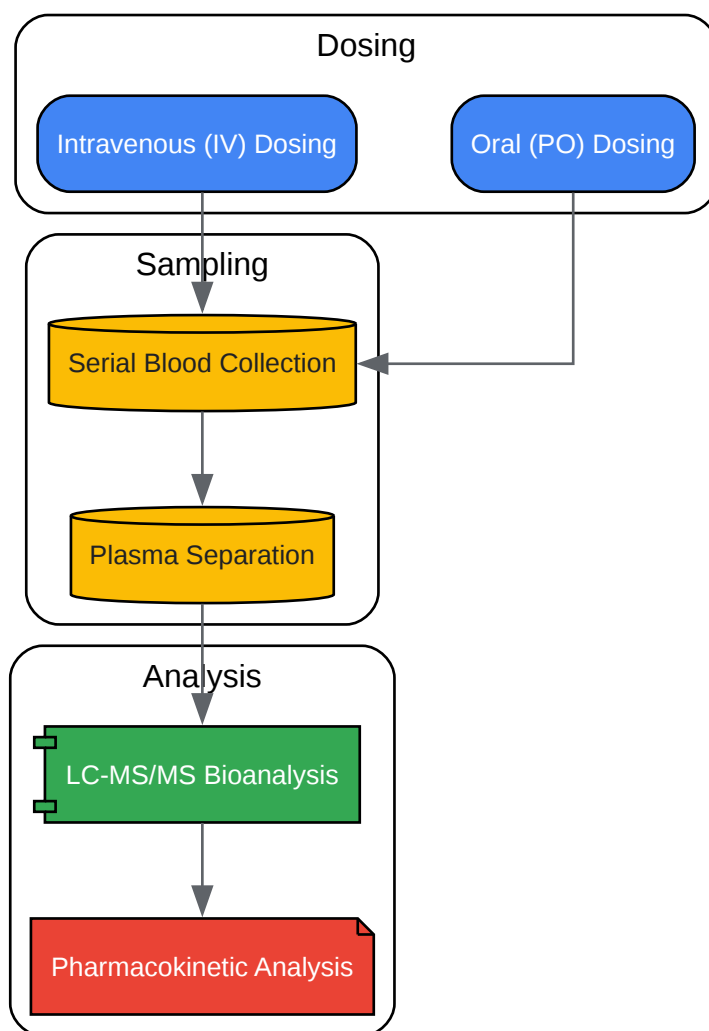 Dosing
Intravenous (IV) Dosing
Oral (PO) Dosing
Sampling
Serial Blood Collection
Plasma Separation
Analysis
LC-MS/MS Bioanalysis
Pharmacokinetic Analysis